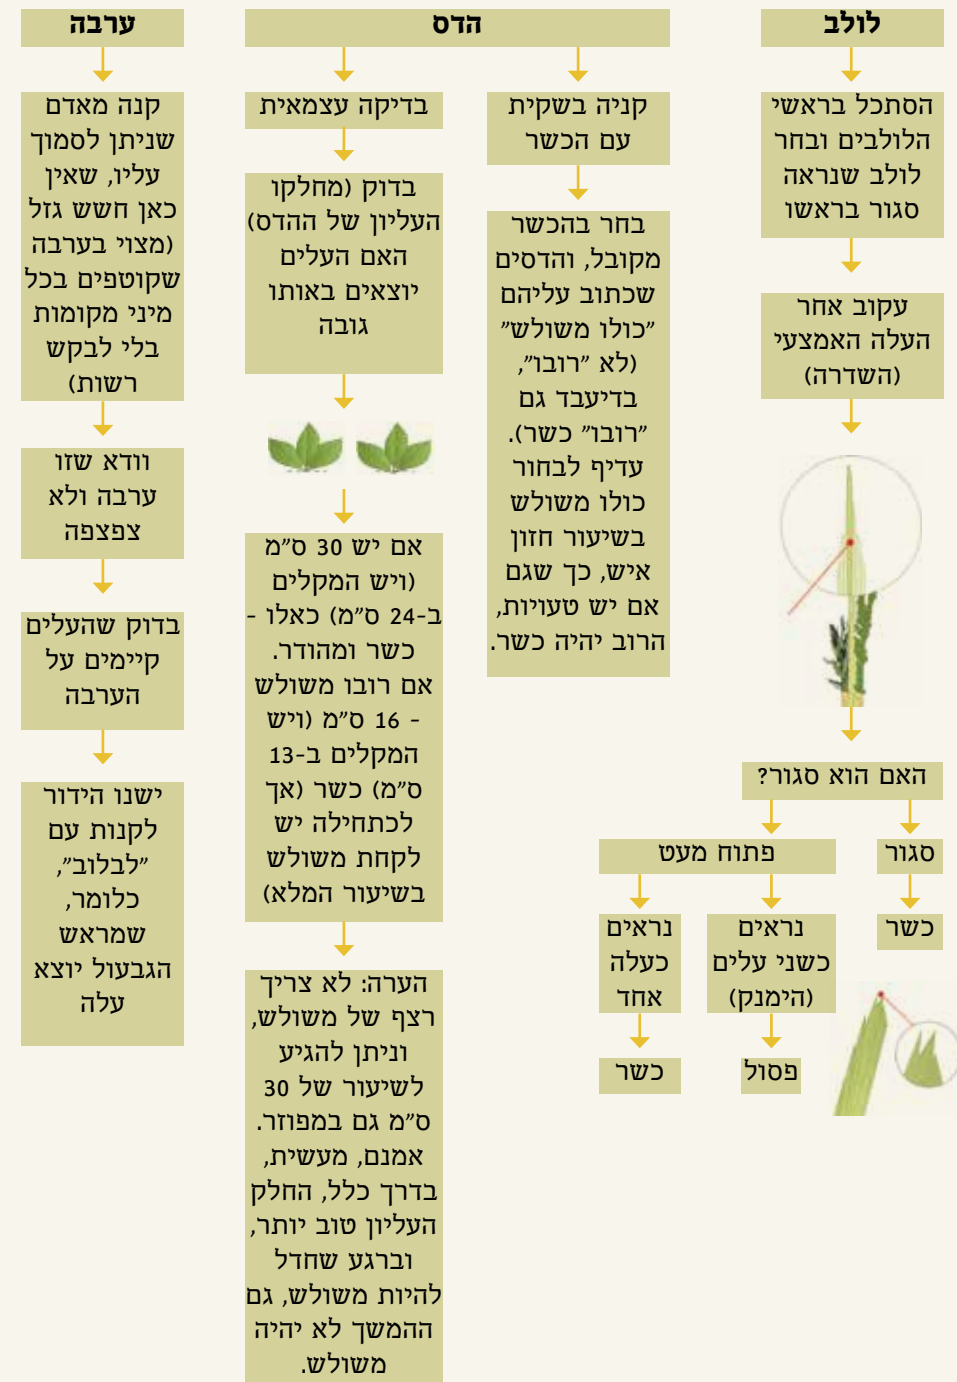 לולב
הסתכל בראשי
הלולבים ובחר
לולב שנראה
סגור בראשו
עקוב אחר
העלה האמצעי
(השדרה)
האם הוא סגור?
סגור
כשר
פתוח מעט
נראים
כשני עלים
(הימנק)
פסול
נראים
כעלה
אחד
כשר
הדס
קניה בשקית
עם הכשר
בחר בהכשר
מקובל, והדסים
שכתוב עליהם
"כולו משולש"
(לא "רובו",
בדיעבד גם
"רובו" כשר).
עדיף לבחור
כולו משולש
בשיעור חזון
איש, כך שגם
אם יש טעויות,
הרוב יהיה כשר.
בדיקה עצמאית
בדוק (מחלקו
העליון של ההדס)
האם העלים
יוצאים באותו
גובה
אם יש 30 ס"מ
(ויש המקלים
ב-24 ס"מ) כאלו -
כשר ומהודר.
אם רובו משולש
- 16 ס"מ (ויש
המקלים ב-13
ס"מ) כשר (אך
לכתחילה יש
לקחת משולש
בשיעור המלא)
הערה: לא צריך
רצף של משולש,
וניתן להגיע
לשיעור של 30
ס"מ גם במפוזר.
אמנם, מעשית,
בדרך כלל, החלק
העליון טוב יותר,
וברגע שחדל
להיות משולש, גם
ההמשך לא יהיה
משולש.
ערבה
קנה מאדם
שניתן לסמוך
עליו, שאין
כאן חשש גזל
(מצוי בערבה
שקוטפים בכל
מיני מקומות
בלי לבקש
רשות)
וודא שזו
ערבה ולא
צפצפה
בדוק שהעלים
קיימים על
הערבה
ישנו הידור
לקנות עם
"לבלוב",
כלומר,
שמראש
הגבעול יוצא
עלה